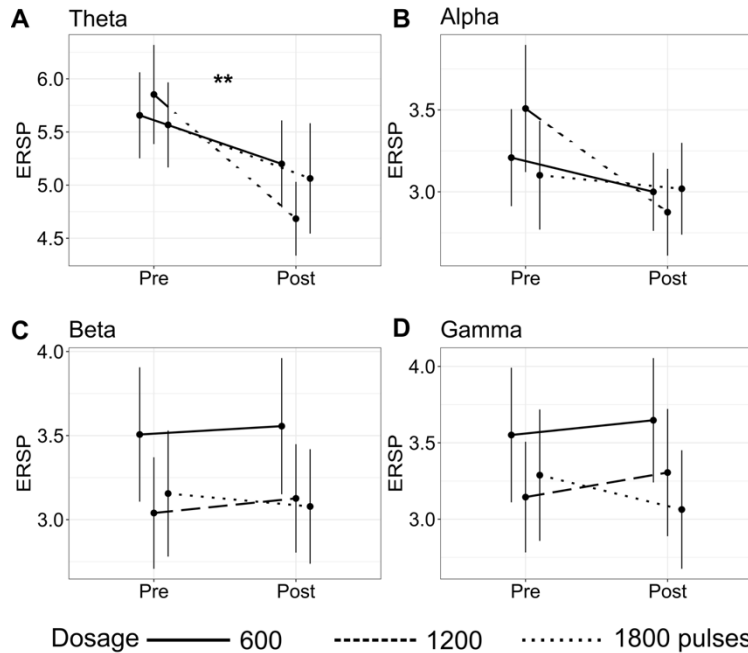 A Theta
B Alpha
ERSP
6.0
5.5
5.0
4.5
Pre Post
ERSP
3.5
3.0
Pre Post
C Beta
D Gamma
ERSP
4.0
3.5
3.0
Pre Post
ERSP
4.0
3.5
3.0
Pre Post
**
Dosage 600 1200 1800 pulses